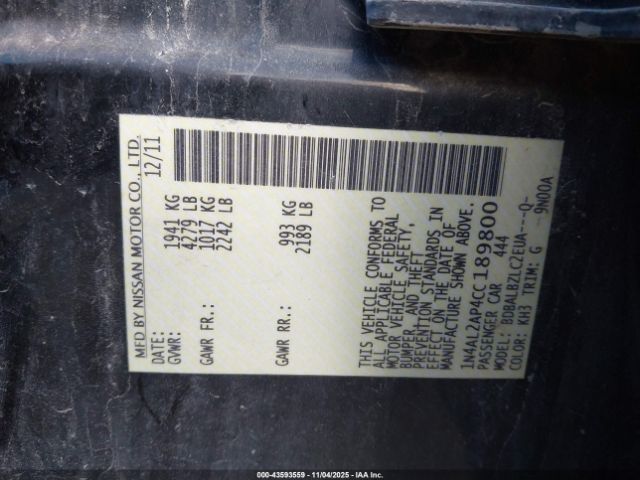 MFD BY NISSAN MOTOR CO., LTD.
DATE: 12/11
GVWR: 1941 KG
4279 LB
GAWR FR.: 1017 KG
2242 LB
GAWR RR.: 993 KG
2189 LB
THIS VEHICLE CONFORMS TO
ALL APPLICABLE FEDERAL
MOTOR VEHICLE SAFETY,
BUMPER, AND THEFT
PREVENTION STANDARDS IN
EFFECT ON THE DATE OF
MANUFACTURE SHOWN ABOVE.
1N4AL2AP4CC189800
PASSENGER CAR 444
MODEL: BDBALBZLC2EUA---Q-
COLOR: KH3 TRIM: G 9N00A
000-43593559 - 11/04/2025 - IAA Inc.